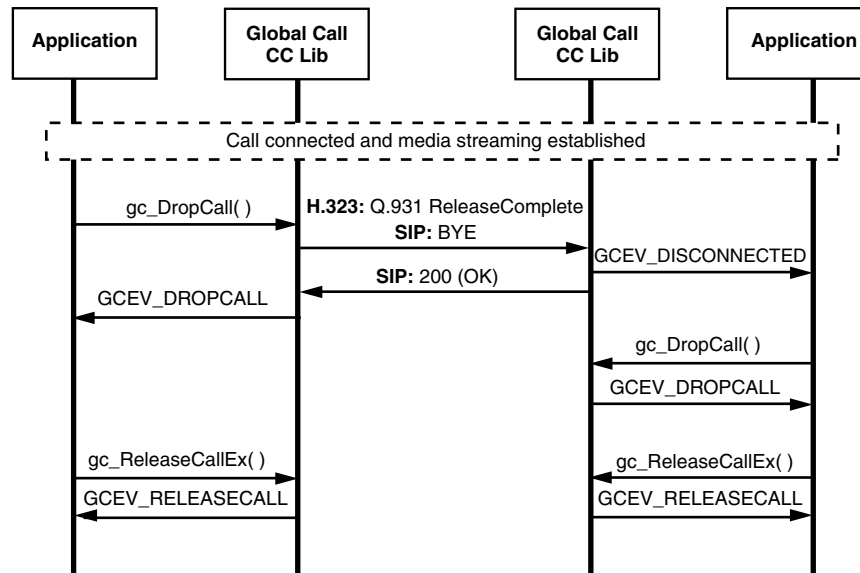 Application
Global Call
CC Lib
Global Call
CC Lib
Application
Call connected and media streaming established
gc_DropCall( )
H.323: Q.931 ReleaseComplete
SIP: BYE
GCEV_DISCONNECTED
SIP: 200 (OK)
GCEV_DROPCALL
gc_DropCall( )
GCEV_DROPCALL
gc_ReleaseCallEx( )
gc_ReleaseCallEx( )
GCEV_RELEASECALL
GCEV_RELEASECALL